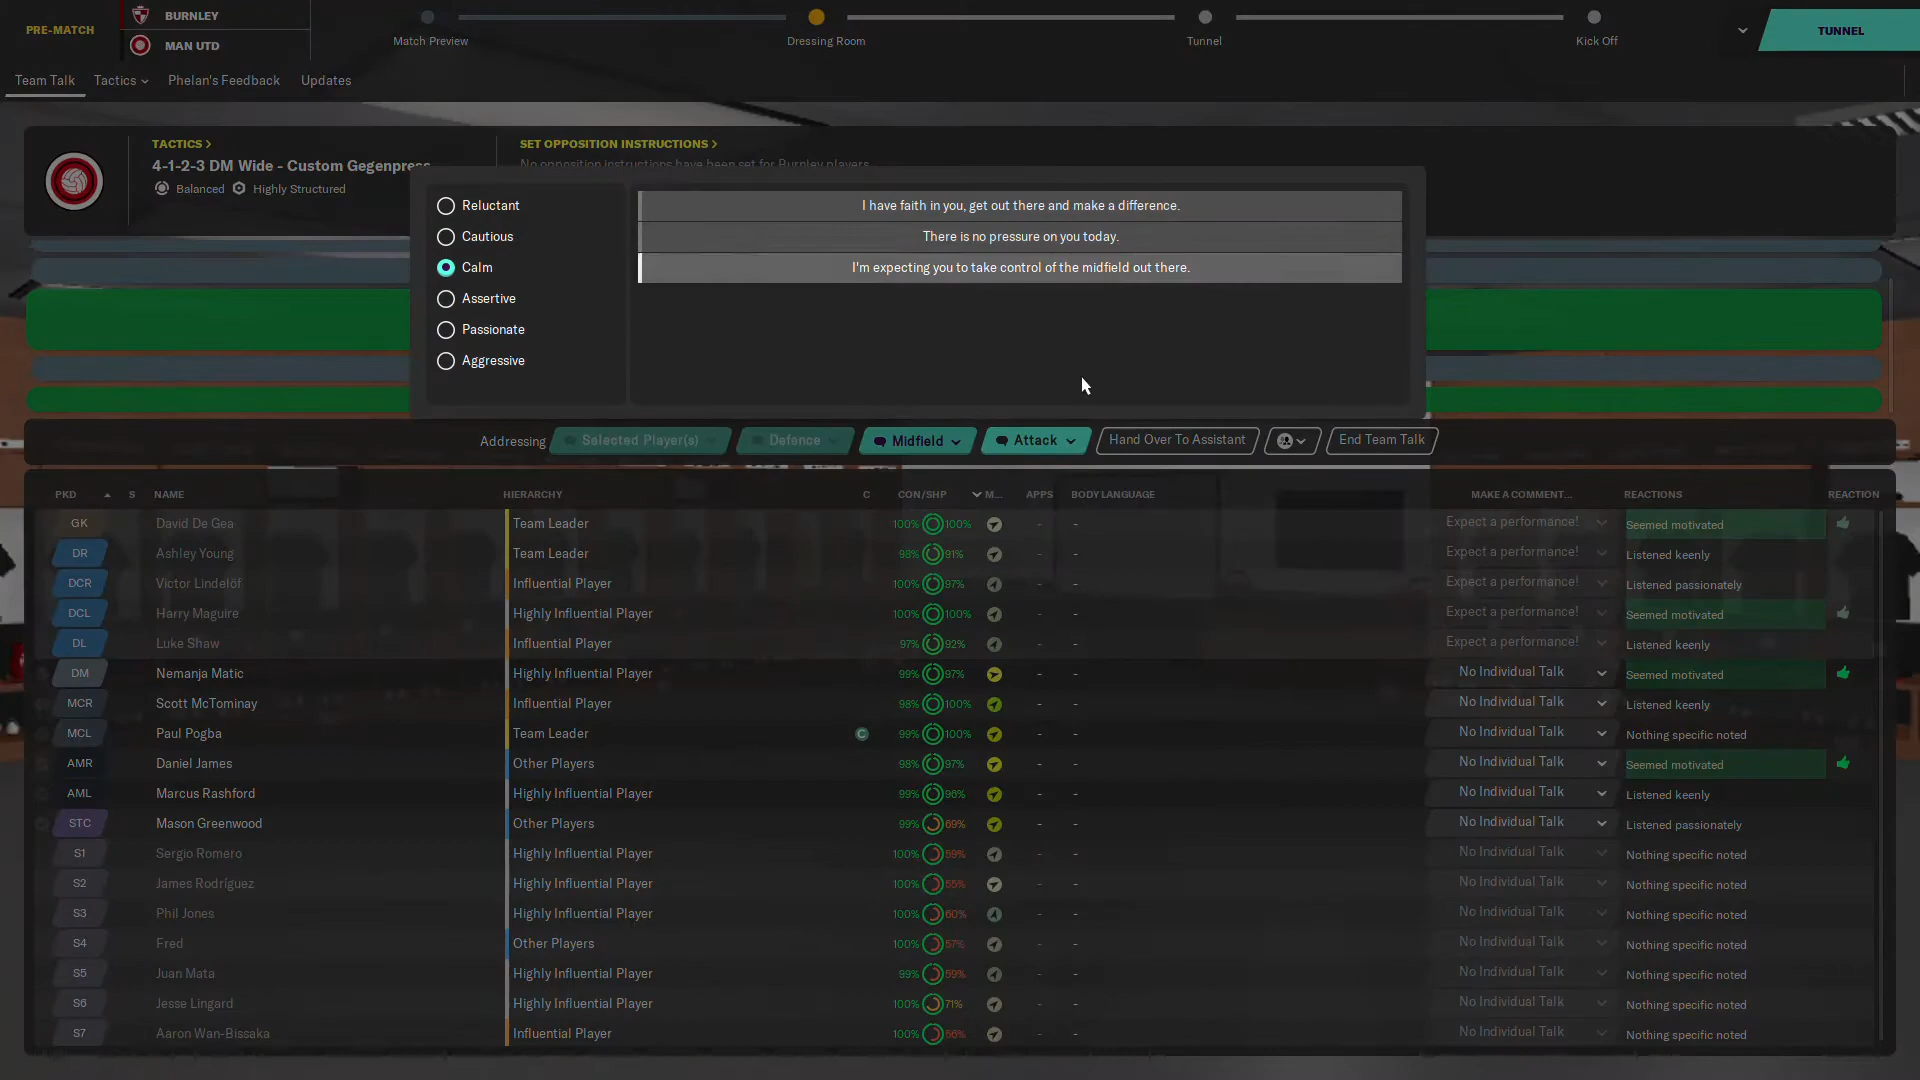 PRE-MATCH
BURNLEY
MAN UTD
Match Preview
Dressing Room
Tunnel
Kick Off
TUNNEL
Team Talk Tactics Phelan's Feedback Updates
TACTICS >
4-1-2-3 DM Wide - Custom Gegenpress
Balanced Highly Structured
SET OPPOSITION INSTRUCTIONS >
No opposition instructions have been set for Burnley players
Reluctant
Cautious
Calm
Assertive
Passionate
Aggressive
I have faith in you, get out there and make a difference.
There is no pressure on you today.
I'm expecting you to take control of the midfield out there.
Addressing Selected Player(s) Defence Midfield Attack Hand Over To Assistant End Team Talk
PKD S NAME HIERARCHY C CON/SHP M... APPS BODY LANGUAGE MAKE A COMMENT... REACTIONS REACTION
GK David De Gea Team Leader 100% 100% - - Expect a performance! Seemed motivated
DR Ashley Young Team Leader 98% 91% - - Expect a performance! Listened keenly
DCR Victor Lindelöf Influential Player 100% 97% - - Expect a performance! Listened passionately
DCL Harry Maguire Highly Influential Player 100% 100% - - Expect a performance! Seemed motivated
DL Luke Shaw Influential Player 97% 92% - - Expect a performance! Listened keenly
DM Nemanja Matic Highly Influential Player 99% 97% - - No Individual Talk Seemed motivated
MCR Scott McTominay Influential Player 98% 100% - - No Individual Talk Listened keenly
MCL Paul Pogba Team Leader C 99% 100% - - No Individual Talk Nothing specific noted
AMR Daniel James Other Players 98% 97% - - No Individual Talk Seemed motivated
AML Marcus Rashford Highly Influential Player 99% 96% - - No Individual Talk Listened keenly
STC Mason Greenwood Other Players 99% 69% - - No Individual Talk Listened passionately
S1 Sergio Romero Highly Influential Player 100% 59% - - No Individual Talk Nothing specific noted
S2 James Rodríguez Highly Influential Player 100% 55% - - No Individual Talk Nothing specific noted
S3 Phil Jones Highly Influential Player 100% 60% - - No Individual Talk Nothing specific noted
S4 Fred Other Players 100% 57% - - No Individual Talk Nothing specific noted
S5 Juan Mata Highly Influential Player 99% 59% - - No Individual Talk Nothing specific noted
S6 Jesse Lingard Highly Influential Player 100% 71% - - No Individual Talk Nothing specific noted
S7 Aaron Wan-Bissaka Influential Player 100% 56% - - No Individual Talk Nothing specific noted